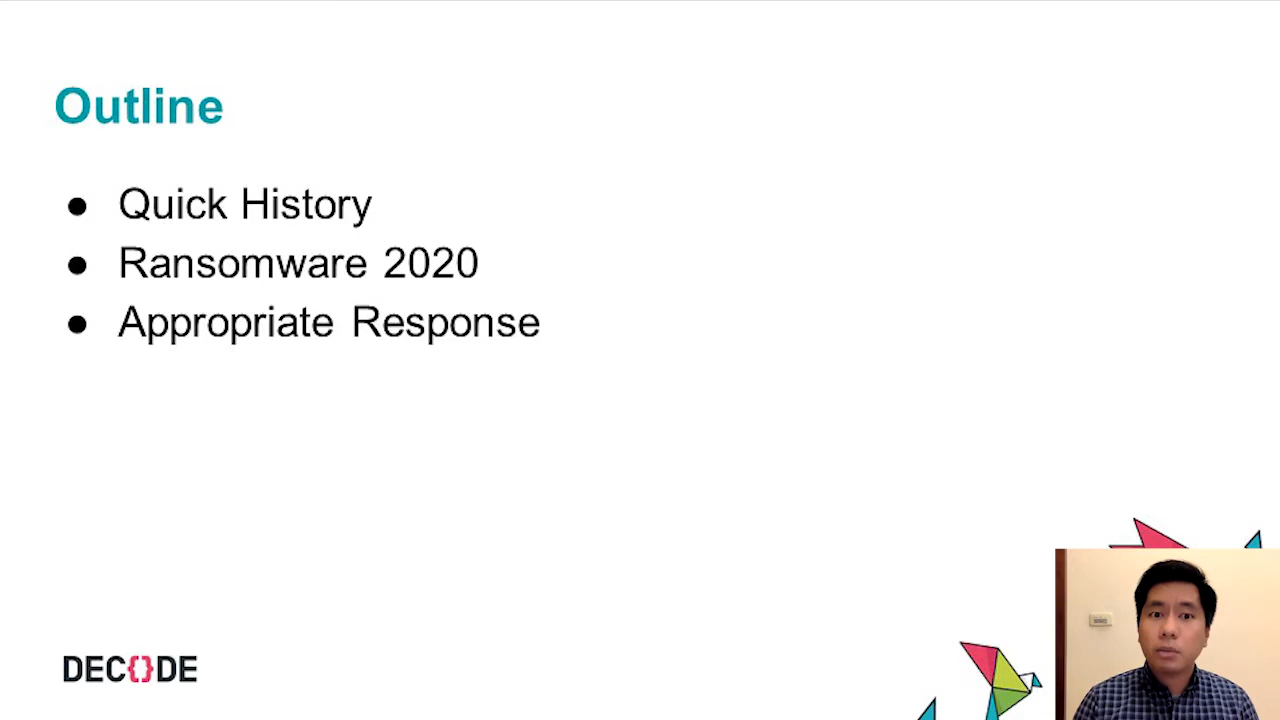 Outline
● Quick History
● Ransomware 2020
● Appropriate Response
DEC{}DE